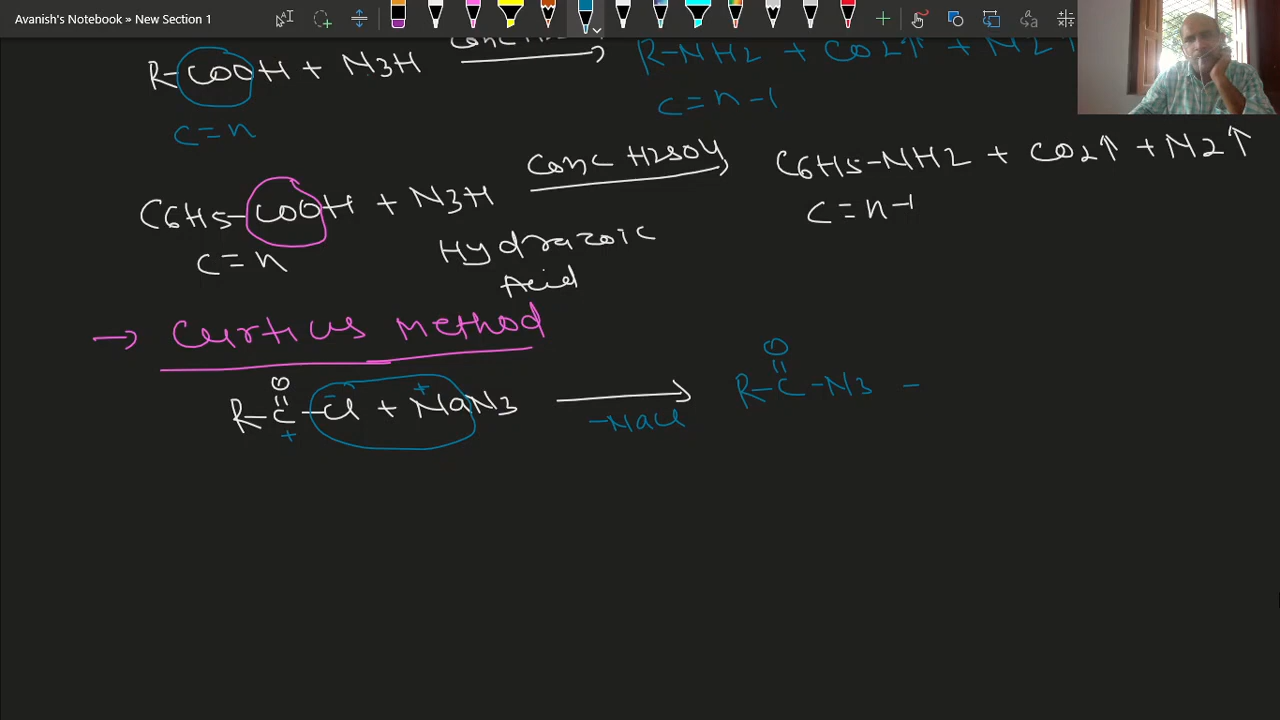 Avanish's Notebook » New Section 1
R-COOH + N3H ⟶ R-NH2 + CO2↑ + N2↑
C=n C=n-1
C6H5-COOH + N3H conc H2SO4 ⟶ C6H5-NH2 + CO2↑ + N2↑
C=n C=n-1
Hydrazoic
Acid
→ Curtius Method
O O
|| ||
R-C-Cl + NaN3 ⟶ R-C-N3 -
+ - + -NaCl